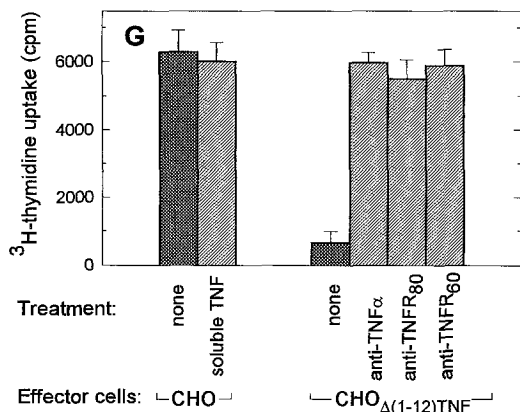 G
³H-thymidine uptake (cpm)
6000
4000
2000
0
Treatment:
none
soluble TNF
none
anti-TNFα
anti-TNFR80
anti-TNFR60
Effector cells:
CHO
CHOΔ(1-12)TNF